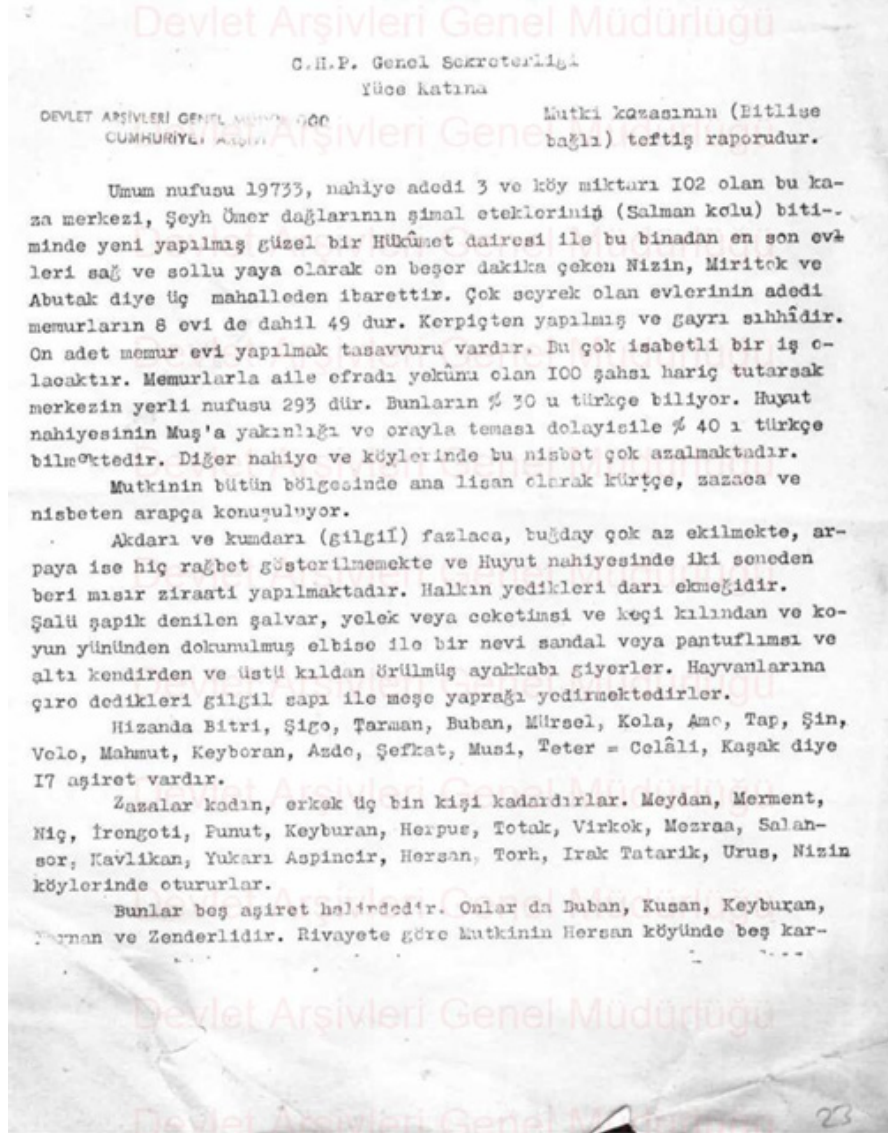 Devlet Arşivleri Genel Müdürlüğü
C.H.P. Genel Sekreterliği
Yüce Katına
DEVLET ARŞİVLERİ GENEL
CUMHURİYET
Mutki kazasının (Bitlise
bağlı) teftiş raporudur.
Umum nufusu 19733, nahiye adedi 3 ve köy miktarı I02 olan bu ka-
za merkezi, Şeyh Ömer dağlarının şimal eteklerinin (Salman kolu) biti-
minde yeni yapılmış güzel bir Hükûmet dairesi ile bu binadan en son ev
leri sağ ve sollu yaya olarak on beşer dakika çeken Nizin, Miritok ve
Abutak diye üç mahalleden ibarettir. Çok seyrek olan evlerinin adedi
memurların 8 evi de dahil 49 dur. Kerpiçten yapılmış ve gayrı sıhhîdir.
On adet memur evi yapılmak tasavvuru vardır. Bu çok isabetli bir iş o-
lacaktır. Memurlarla aile efradı yekûnu olan I00 şahsı hariç tutarsak
merkezin yerli nufusu 293 dür. Bunların % 30 u türkçe biliyor. Huyut
nahiyesinin Muş'a yakınlığı ve orayla teması dolayisile % 40 ı türkçe
bilmektedir. Diğer nahiye ve köylerinde bu nisbet çok azalmaktadır.
Mutkinin bütün bölgesinde ana lisan olarak kürtçe, zazaca ve
nisbeten arapça konuşuluyor.
Akdarı ve kumdarı (gilgil) fazlaca, buğday çok az ekilmekte, ar-
paya ise hiç rağbet gösterilmemekte ve Huyut nahiyesinde iki seneden
beri mısır ziraati yapılmaktadır. Halkın yedikleri darı ekmeğidir.
Şalü şapik denilen şalvar, yelek veya ceketimsi ve keçi kılından ve ko-
yun yününden dokunulmuş elbise ile bir nevi sandal veya pantuflımsı ve
altı kendirden ve üstü kıldan örülmüş ayakkabı giyerler. Hayvanlarına
çıro dedikleri gilgil sapı ile meşe yaprağı yedirmektedirler.
Hizanda Bitri, Şigo, Tarman, Buban, Mürsel, Kola, Amo, Tap, Şin,
Velo, Mahmut, Keyboran, Azdo, Şefkat, Musi, Teter = Celâli, Kaşak diye
I7 aşiret vardır.
Zazalar kadın, erkek üç bin kişi kadardırlar. Meydan, Merment,
Niç, İrengoti, Punut, Keyburan, Herpus, Totak, Virkok, Mezraa, Salan-
sor, Kavlikan, Yukarı Aspincir, Hersan, Torh, Irak Tatarik, Urus, Nizin
köylerinde otururlar.
Bunlar beş aşiret halindedir. Onlar da Buban, Kusan, Keyburan,
ve Zenderlidir. Rivayete göre Mutkinin Hersan köyünde beş kar-
23